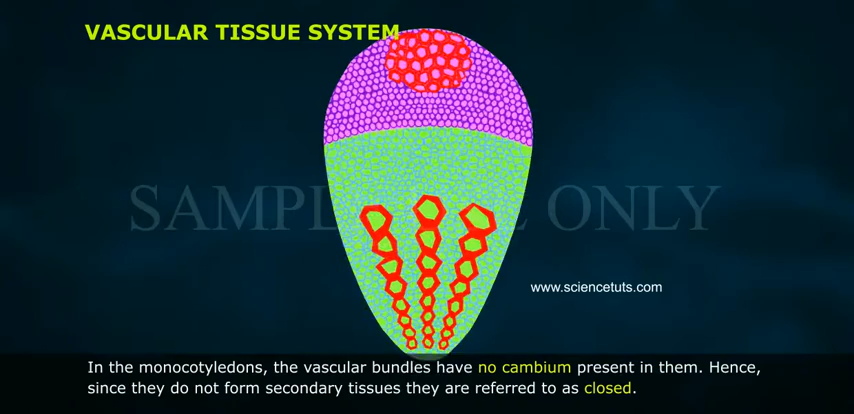 VASCULAR TISSUE SYSTEM
SAMPLE ONLY
www.sciencetuts.com
In the monocotyledons, the vascular bundles have no cambium present in them. Hence,
since they do not form secondary tissues they are referred to as closed.